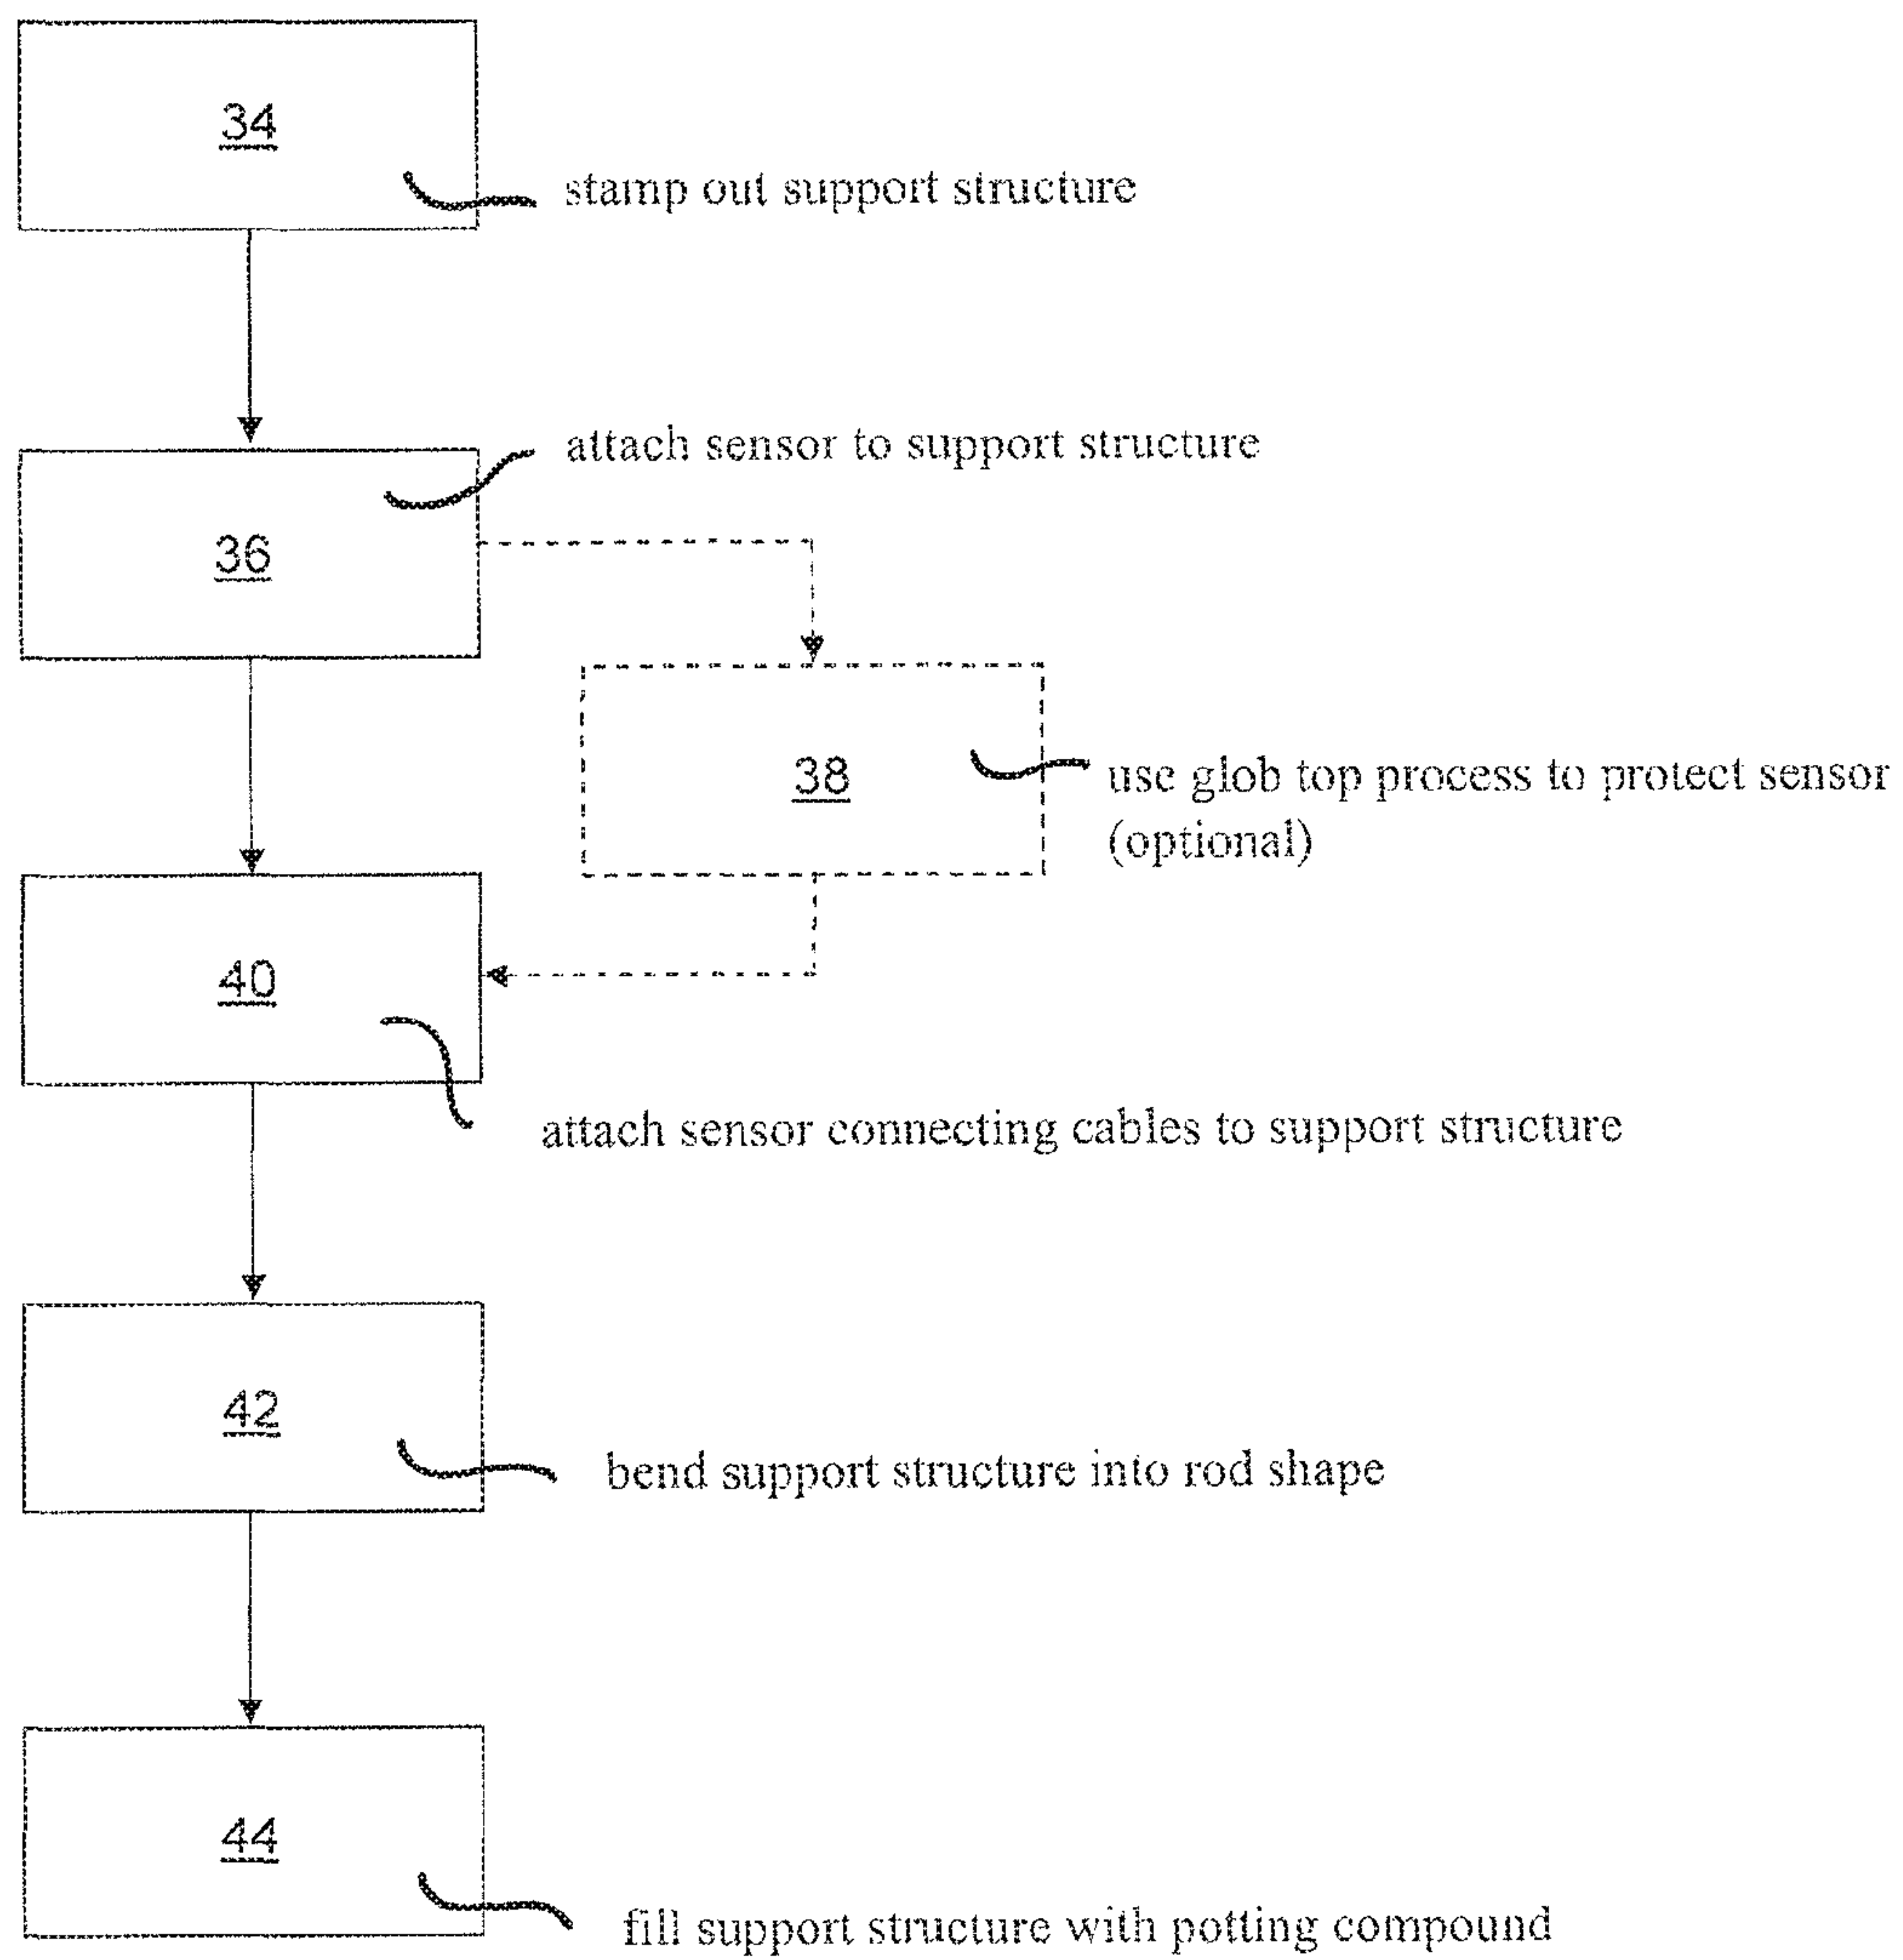 34
stamp out support structure
attach sensor to support structure
36
38
use glob top process to protect sensor
(optional)
40
attach sensor connecting cables to support structure
42
bend support structure into rod shape
44
fill support structure with potting compound